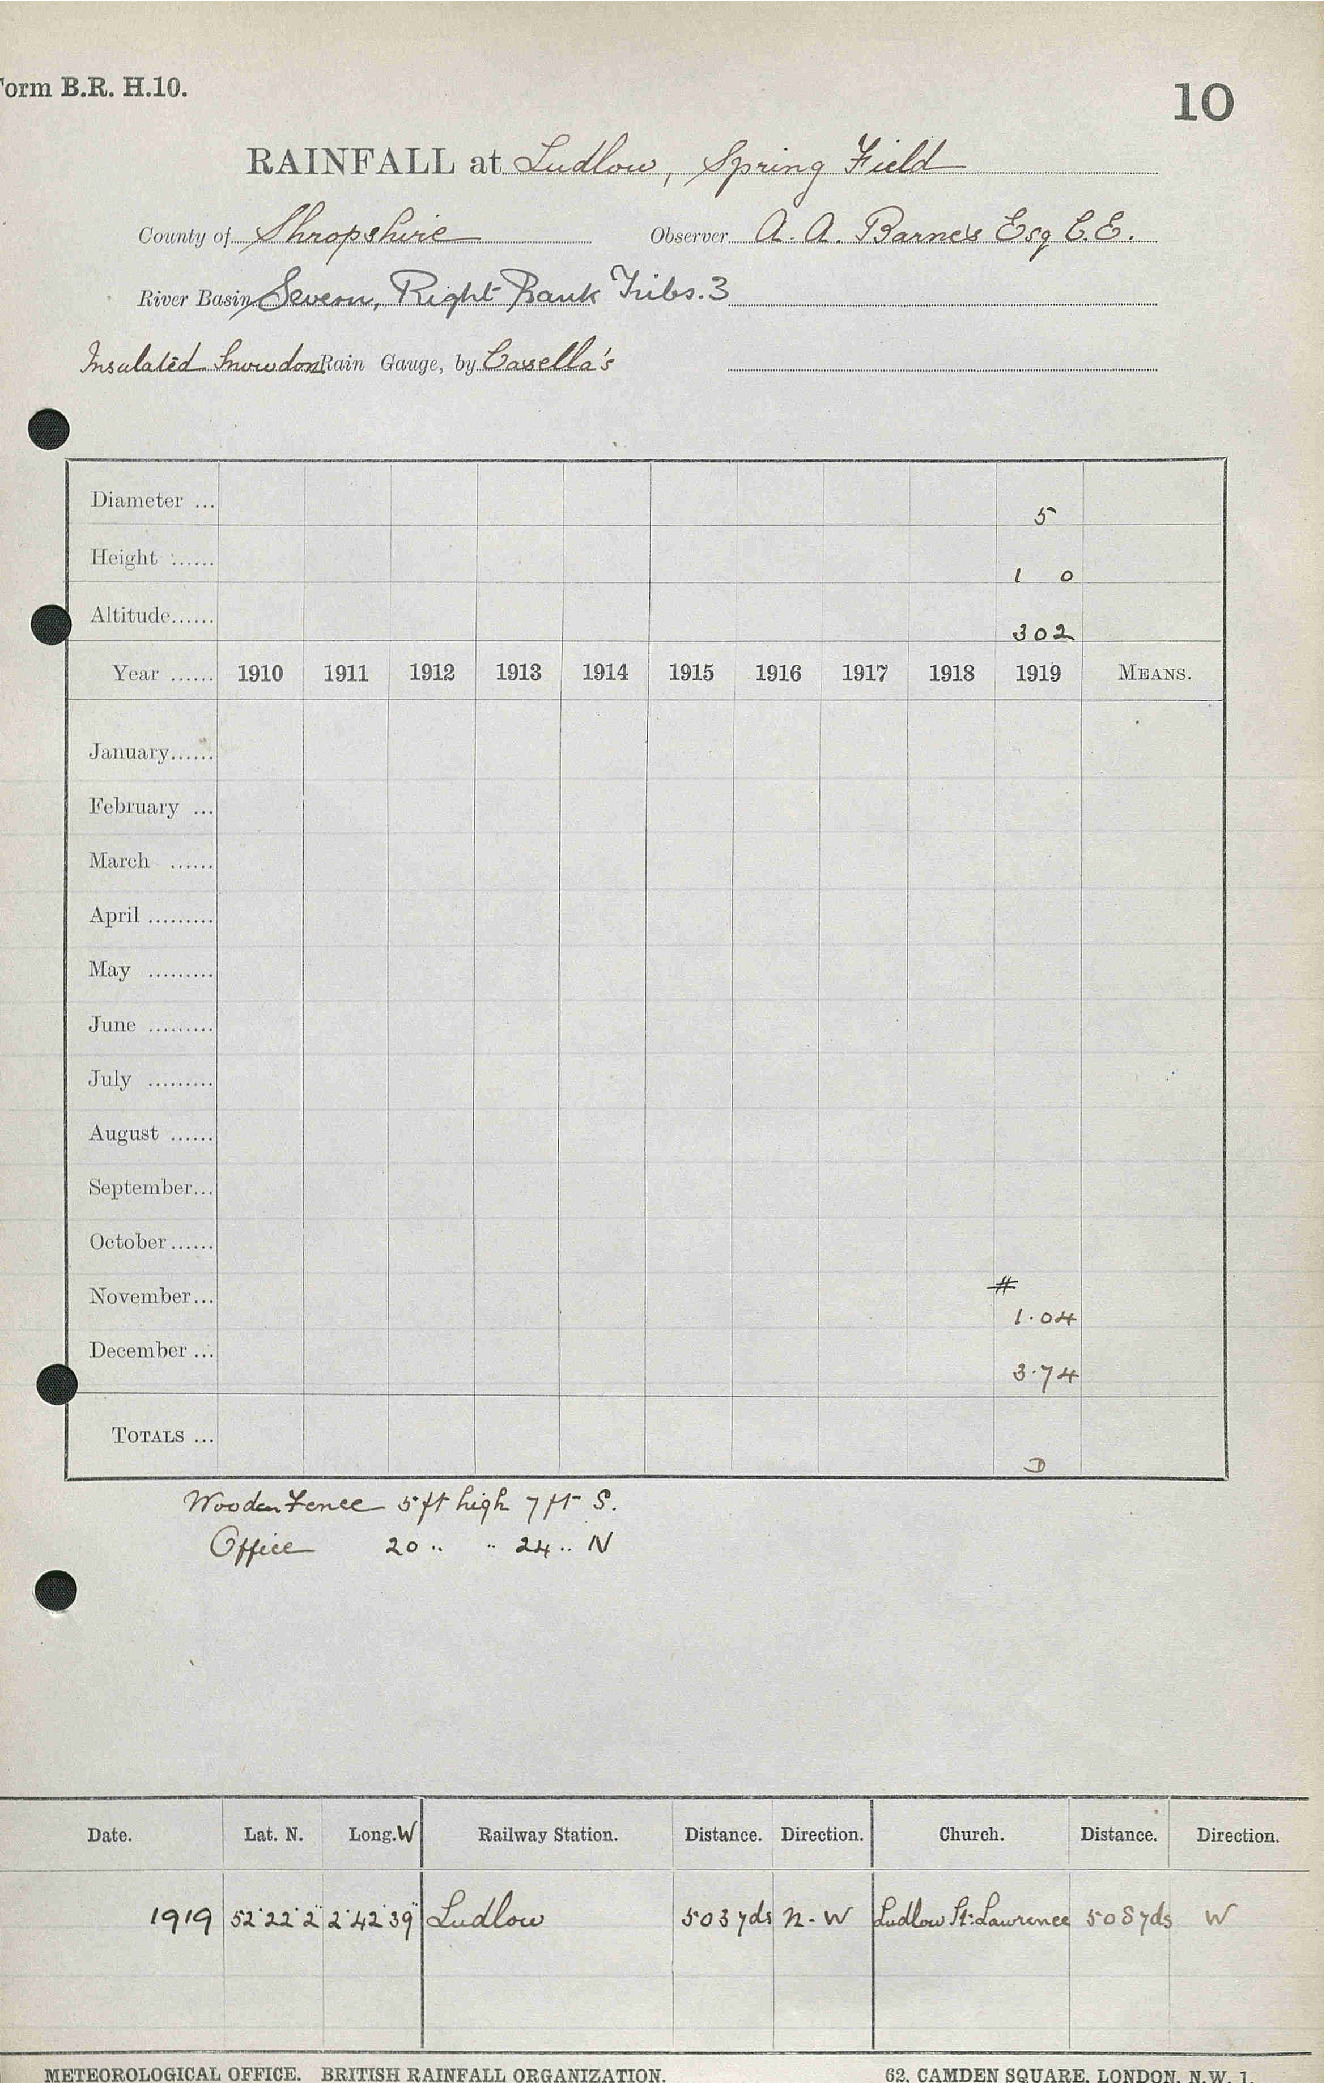 Form B.R. H.10.
10
RAINFALL at Ludlow, Spring Field
County of Shropshire Observer A. A. Barnes Esq C.E.
River Basin Severn, Right Bank Tribs. 3
Insulated Snowdon Rain Gauge, by Casella's
Diameter ... 5
Height ...... 1 0
Altitude...... 302
Year ...... 1910 1911 1912 1913 1914 1915 1916 1917 1918 1919 MEANS.
January......
February ...
March ......
April .........
May .........
June .........
July .........
August ......
September...
October......
November... # 1.04
December ... 3.74
TOTALS ... D
Wooden Fence 5 ft high 7 ft S.
Office 20 " " 24 " N
Date. Lat. N. Long. W Railway Station. Distance. Direction. Church. Distance. Direction.
1919 52°22'2" 2°42'39" Ludlow 503 yds N-W Ludlow St. Lawrence 508 yds W
METEOROLOGICAL OFFICE. BRITISH RAINFALL ORGANIZATION. 62, CAMDEN SQUARE, LONDON, N.W. 1.